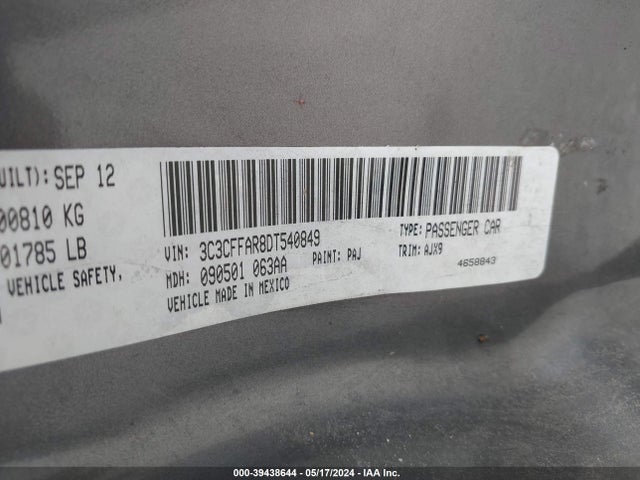 UILT): SEP 12
00810 KG
01785 LB
VEHICLE SAFETY,
VIN: 3C3CFFAR8DT540849
TYPE: PASSENGER CAR
MDH: 090501 063AA
PAINT: PAJ
TRIM: AJX9
VEHICLE MADE IN MEXICO
4658843
000-39438644 - 05/17/2024 - IAA Inc.